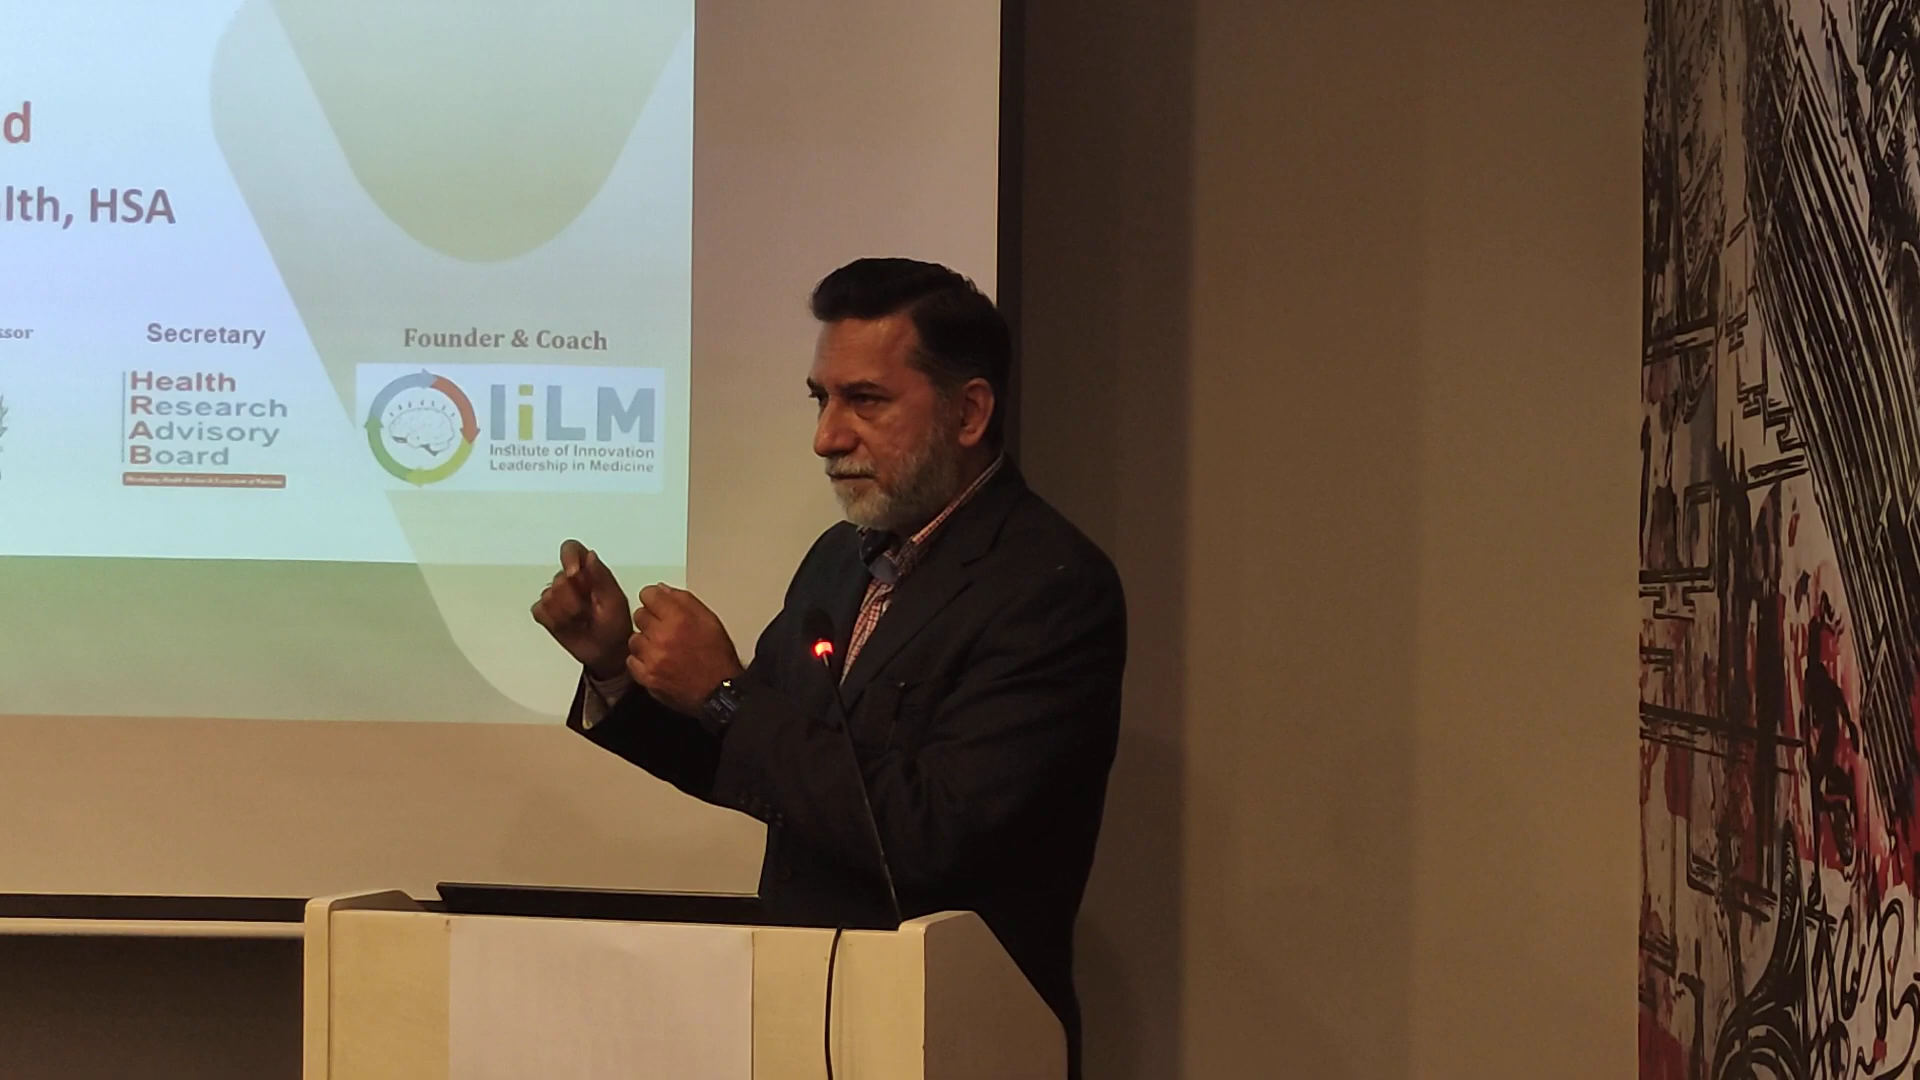 d
lth, HSA
ssor
Secretary
Founder & Coach
Health
Research
Advisory
Board
IiLM
Institute of Innovation
Leadership in Medicine